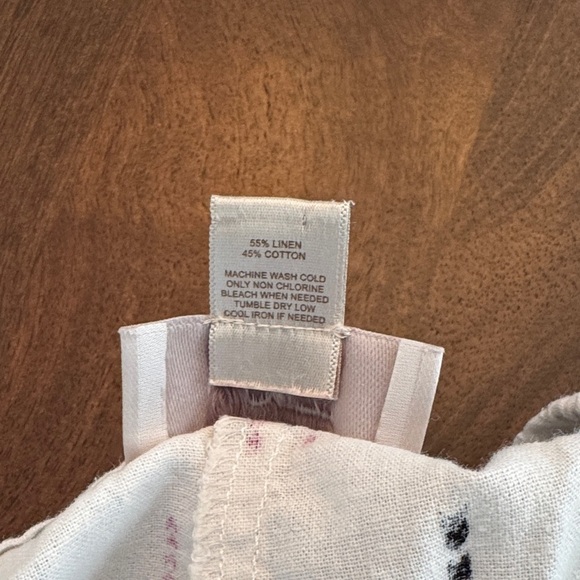 55% LINEN
45% COTTON
MACHINE WASH COLD
ONLY NON CHLORINE
BLEACH WHEN NEEDED
TUMBLE DRY LOW
COOL IRON IF NEEDED